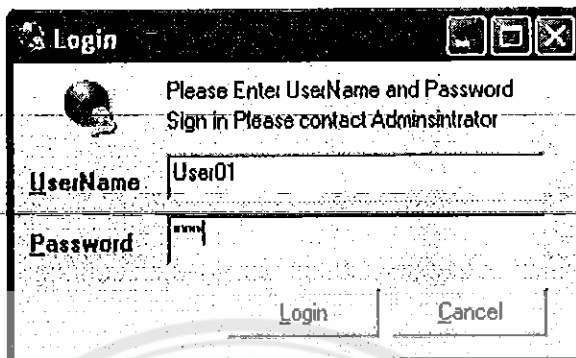 Login
Please Enter UserName and Password
Sign in Please contact Adminsintrator
UserName User01
Password ****
Login Cancel